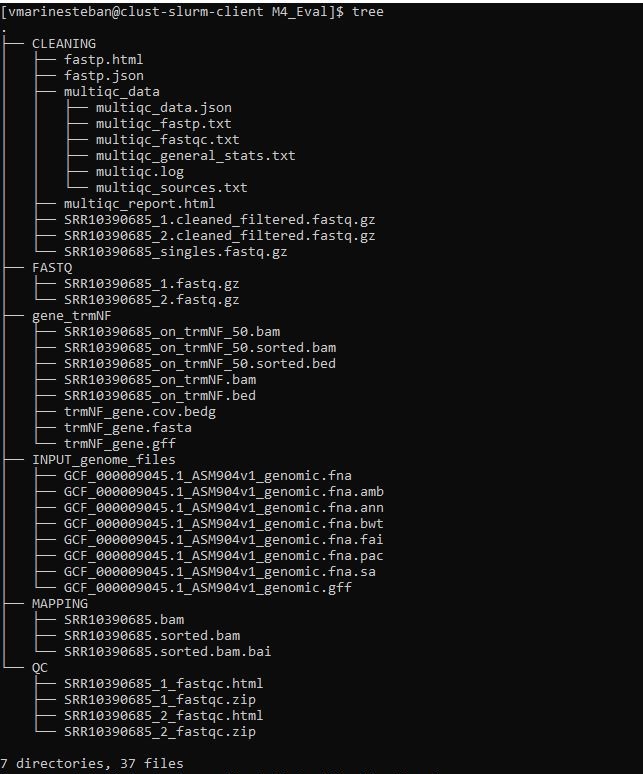 [vmarinesteban@clust-slurm-client M4_Eval]$ tree
.
├── CLEANING
│   ├── fastp.html
│   ├── fastp.json
│   ├── multiqc_data
│   │   ├── multiqc_data.json
│   │   ├── multiqc_fastp.txt
│   │   ├── multiqc_fastqc.txt
│   │   ├── multiqc_general_stats.txt
│   │   ├── multiqc.log
│   │   └── multiqc_sources.txt
│   ├── multiqc_report.html
│   ├── SRR10390685_1.cleaned_filtered.fastq.gz
│   ├── SRR10390685_2.cleaned_filtered.fastq.gz
│   └── SRR10390685_singles.fastq.gz
├── FASTQ
│   ├── SRR10390685_1.fastq.gz
│   └── SRR10390685_2.fastq.gz
├── gene_trmNF
│   ├── SRR10390685_on_trmNF_50.bam
│   ├── SRR10390685_on_trmNF_50.sorted.bam
│   ├── SRR10390685_on_trmNF_50.sorted.bed
│   ├── SRR10390685_on_trmNF.bam
│   ├── SRR10390685_on_trmNF.bed
│   ├── trmNF_gene.cov.bedg
│   ├── trmNF_gene.fasta
│   └── trmNF_gene.gff
├── INPUT_genome_files
│   ├── GCF_000009045.1_ASM904v1_genomic.fna
│   ├── GCF_000009045.1_ASM904v1_genomic.fna.amb
│   ├── GCF_000009045.1_ASM904v1_genomic.fna.ann
│   ├── GCF_000009045.1_ASM904v1_genomic.fna.bwt
│   ├── GCF_000009045.1_ASM904v1_genomic.fna.fai
│   ├── GCF_000009045.1_ASM904v1_genomic.fna.pac
│   ├── GCF_000009045.1_ASM904v1_genomic.fna.sa
│   └── GCF_000009045.1_ASM904v1_genomic.gff
├── MAPPING
│   ├── SRR10390685.bam
│   ├── SRR10390685.sorted.bam
│   └── SRR10390685.sorted.bam.bai
└── QC
    ├── SRR10390685_1_fastqc.html
    ├── SRR10390685_1_fastqc.zip
    ├── SRR10390685_2_fastqc.html
    └── SRR10390685_2_fastqc.zip
7 directories, 37 files